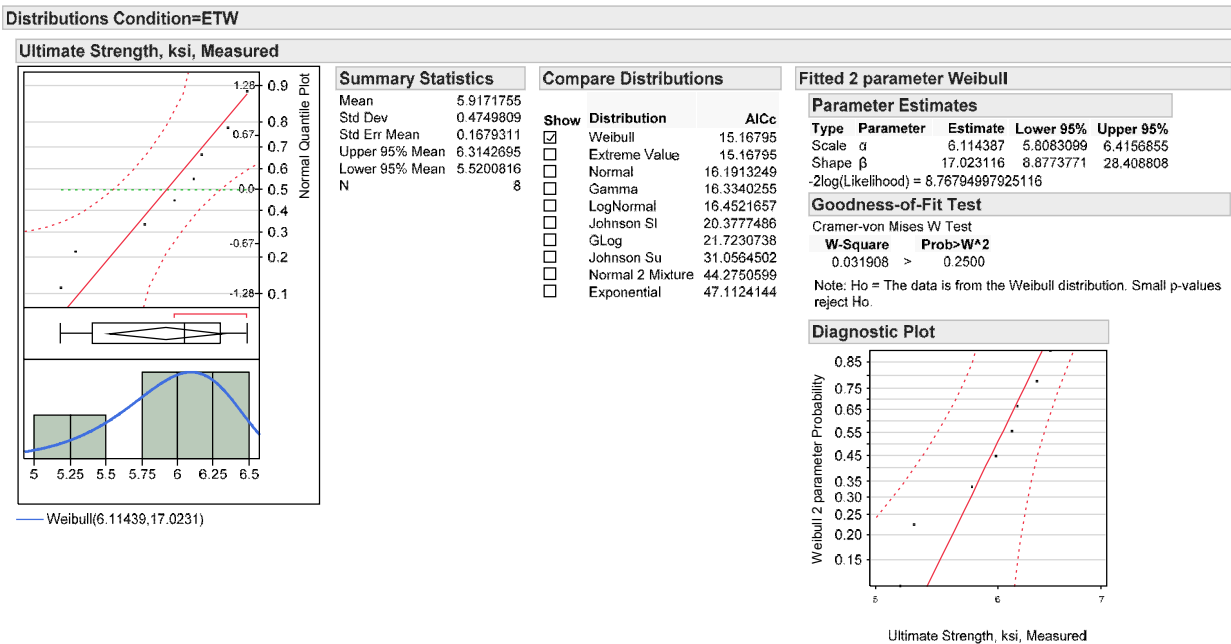 Distributions Condition=ETW
Ultimate Strength, ksi, Measured
1.28
0.67
0.0
-0.67
-1.28
0.9
0.8
0.7
0.6
0.5
0.4
0.3
0.2
0.1
Normal Quantile Plot
5 5.25 5.5 5.75 6 6.25 6.5
Weibull(6.11439,17.0231)
Summary Statistics
Mean 5.9171755
Std Dev 0.4749809
Std Err Mean 0.1679311
Upper 95% Mean 6.3142695
Lower 95% Mean 5.5200816
N 8
Compare Distributions
Show Distribution AICc
Weibull 15.16795
Extreme Value 15.16795
Normal 16.1913249
Gamma 16.3340255
LogNormal 16.4521657
Johnson Sl 20.3777486
GLog 21.7230738
Johnson Su 31.0564502
Normal 2 Mixture 44.2750599
Exponential 47.1124144
Fitted 2 parameter Weibull
Parameter Estimates
Type Parameter Estimate Lower 95% Upper 95%
Scale α 6.114387 5.8083099 6.4156855
Shape β 17.023116 8.8773771 28.408808
-2log(Likelihood) = 8.76794997925116
Goodness-of-Fit Test
Cramer-von Mises W Test
W-Square Prob>W^2
0.031908 > 0.2500
Note: Ho = The data is from the Weibull distribution. Small p-values
reject Ho.
Diagnostic Plot
Weibull 2 parameter Probability
0.85
0.75
0.65
0.55
0.45
0.35
0.30
0.25
0.20
0.15
5 6 7
Ultimate Strength, ksi, Measured